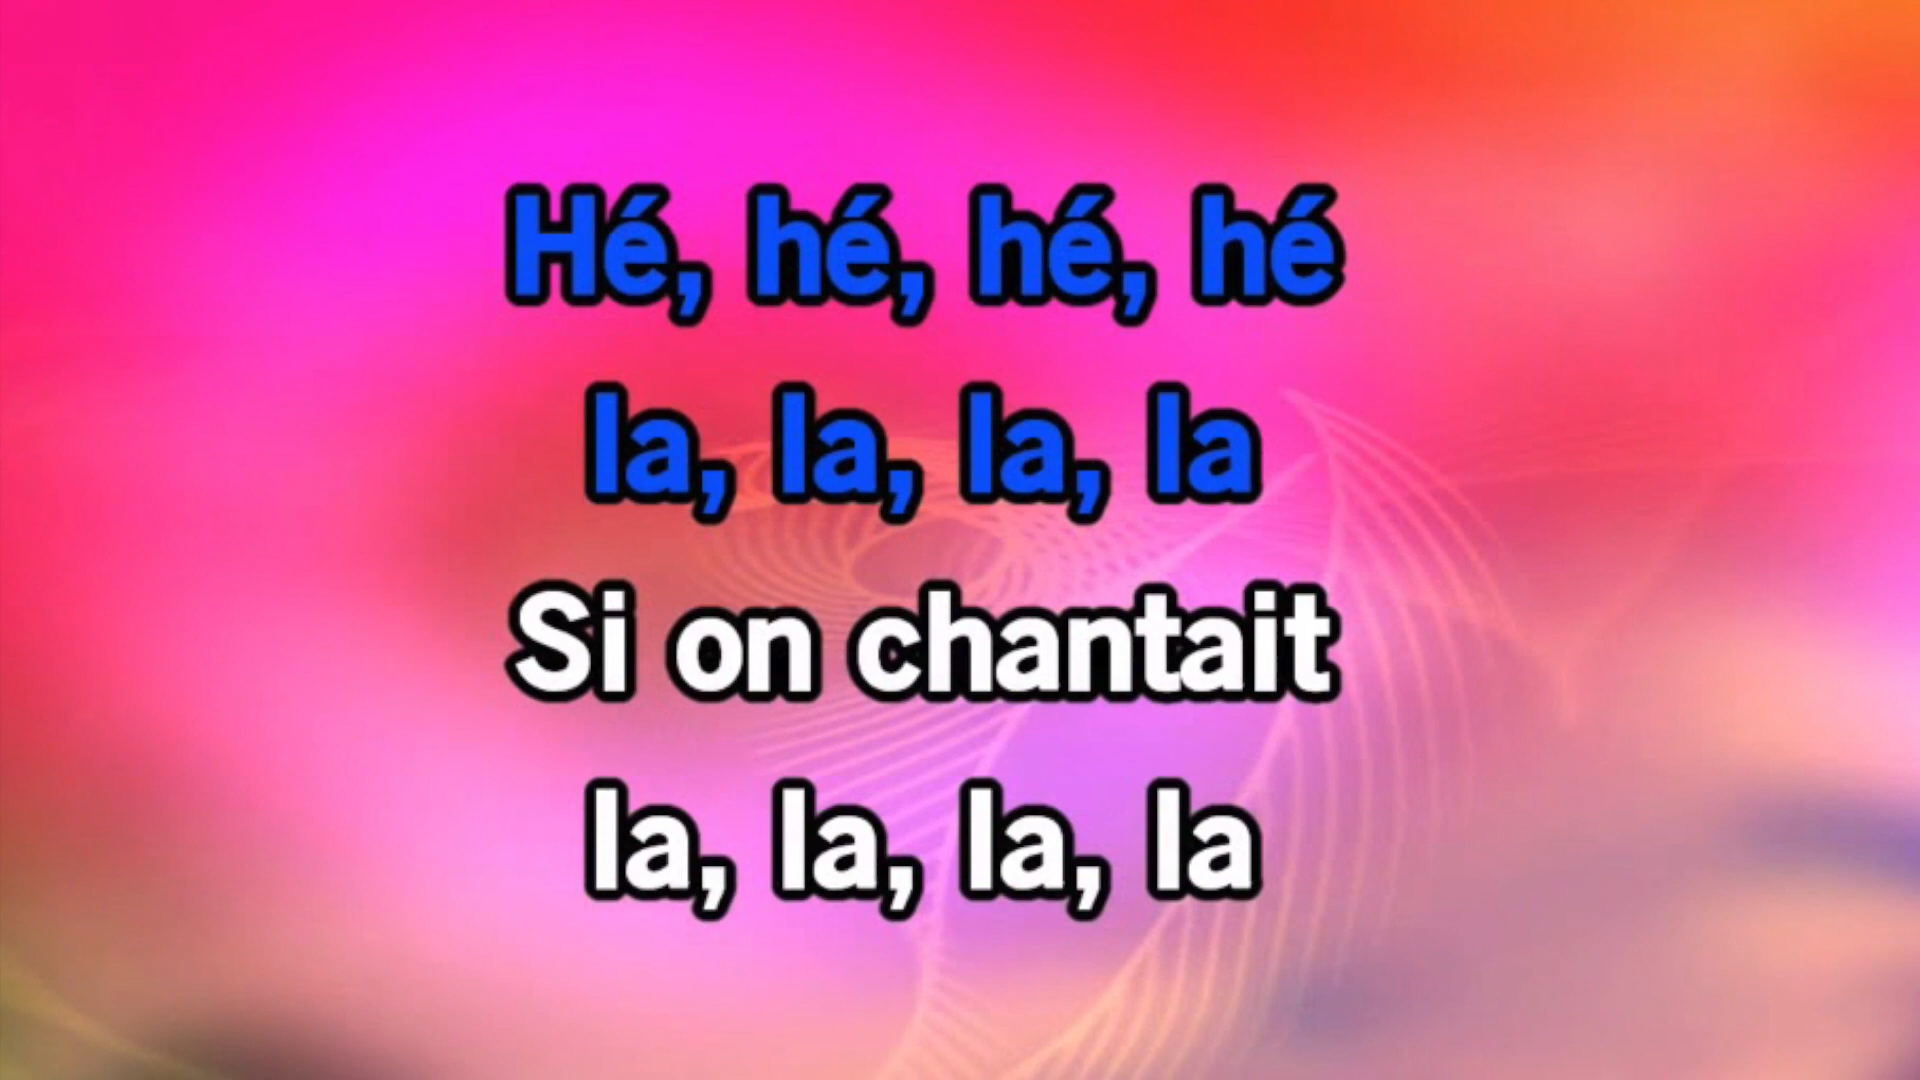 Hé, hé, hé, hé
la, la, la, la
Si on chantait
la, la, la, la